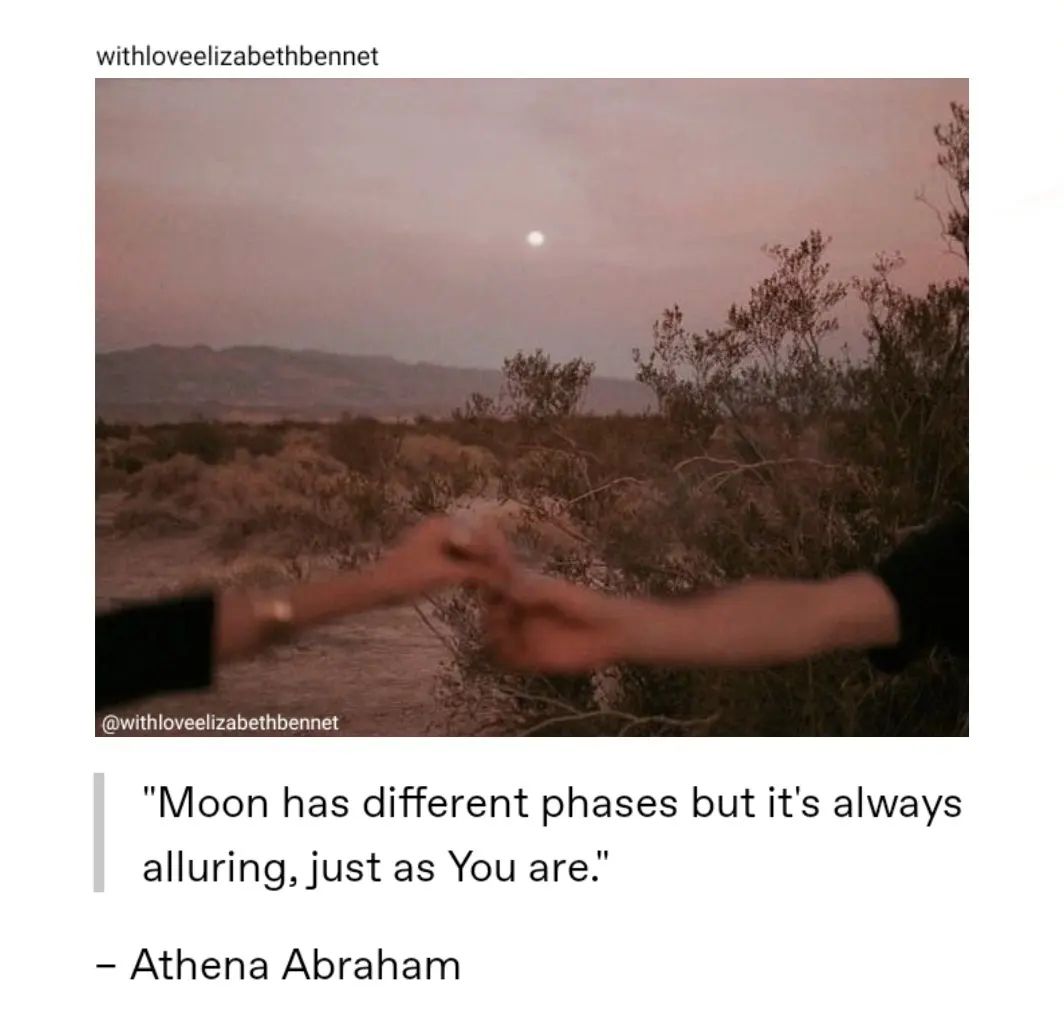 withloveelizabethbennet
@withloveelizabethbennet
"Moon has different phases but it's always
alluring, just as You are."
– Athena Abraham